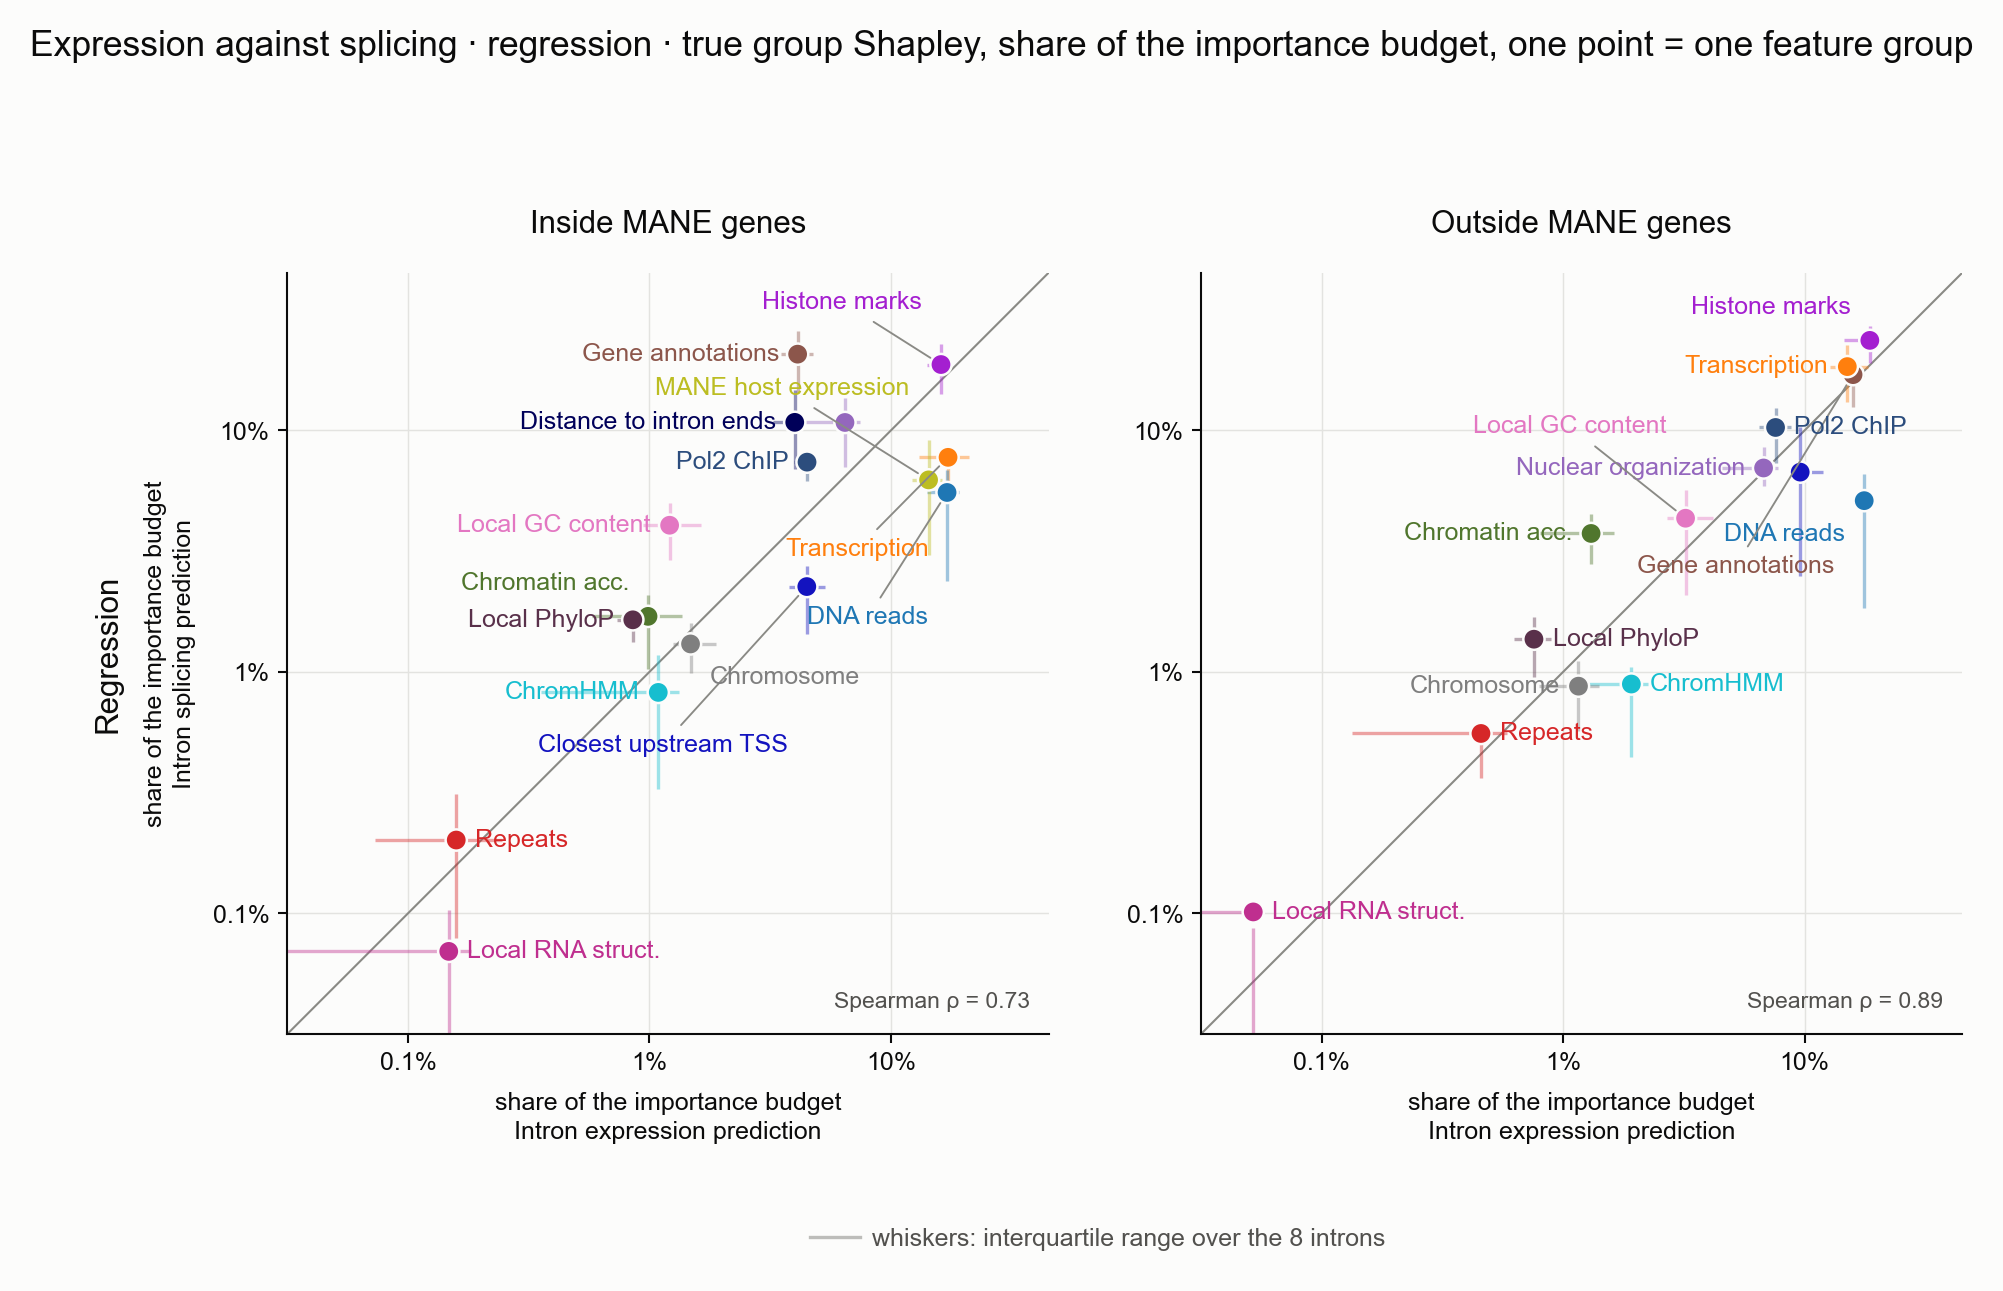 Expression against splicing · regression · true group Shapley, share of the importance budget, one point = one feature group
Inside MANE genes
Histone marks
Gene annotations
MANE host expression
Distance to intron ends
Pol2 ChIP
Local GC content
Transcription
Chromatin acc.
Local PhyloP
DNA reads
Chromosome
ChromHMM
Closest upstream TSS
Repeats
Local RNA struct.
Spearman ρ = 0.73
10%
1%
0.1%
Regression
share of the importance budget
Intron splicing prediction
0.1%
1%
10%
share of the importance budget
Intron expression prediction
Outside MANE genes
Histone marks
Transcription
Local GC content
Pol2 ChIP
Nuclear organization
Chromatin acc.
DNA reads
Gene annotations
Local PhyloP
Chromosome
ChromHMM
Repeats
Local RNA struct.
Spearman ρ = 0.89
10%
1%
0.1%
0.1%
1%
10%
share of the importance budget
Intron expression prediction
whiskers: interquartile range over the 8 introns